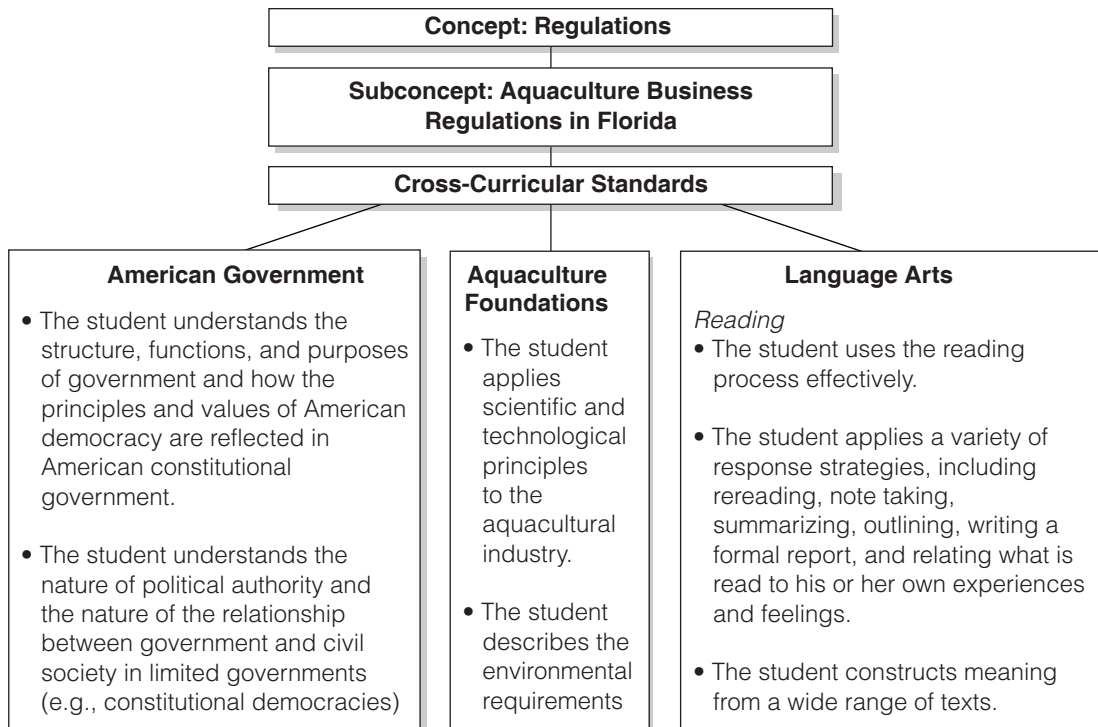 Concept: Regulations
Subconcept: Aquaculture Business
Regulations in Florida
Cross-Curricular Standards
American Government
• The student understands the
structure, functions, and purposes
of government and how the
principles and values of American
democracy are reflected in
American constitutional
government.
• The student understands the
nature of political authority and
the nature of the relationship
between government and civil
society in limited governments
(e.g., constitutional democracies)
Aquaculture
Foundations
• The student
applies
scientific and
technological
principles
to the
aquacultural
industry.
• The student
describes the
environmental
requirements
Language Arts
Reading
• The student uses the reading
process effectively.
• The student applies a variety of
response strategies, including
rereading, note taking,
summarizing, outlining, writing a
formal report, and relating what is
read to his or her own experiences
and feelings.
• The student constructs meaning
from a wide range of texts.